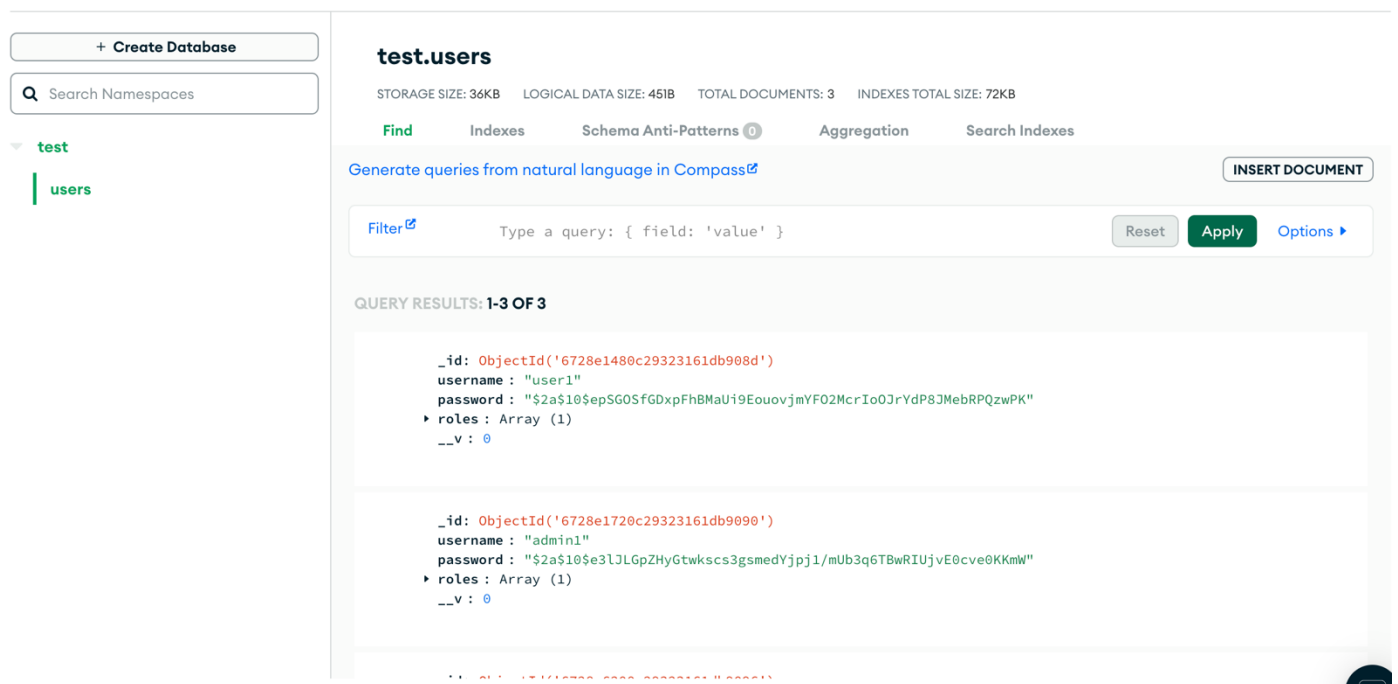 + Create Database
Search Namespaces
test
users
test.users
STORAGE SIZE: 36KB LOGICAL DATA SIZE: 451B TOTAL DOCUMENTS: 3 INDEXES TOTAL SIZE: 72KB
Find Indexes Schema Anti-Patterns 0 Aggregation Search Indexes
Generate queries from natural language in Compass
INSERT DOCUMENT
Filter Type a query: { field: 'value' } Reset Apply Options
QUERY RESULTS: 1-3 OF 3
_id: ObjectId('6728e1480c29323161db908d')
username : "user1"
password : "$2a$10$epSGOSfGDxpFhBMaUi9EouovjmYFO2McrIoOJrYdP8JMebRPQzwPK"
roles : Array (1)
__v : 0
_id: ObjectId('6728e1720c29323161db9090')
username : "admin1"
password : "$2a$10$e3lJLGpZHyGtwkscs3gsmedYjpj1/mUb3q6TBwRIUjvE0cve0KKmW"
roles : Array (1)
__v : 0